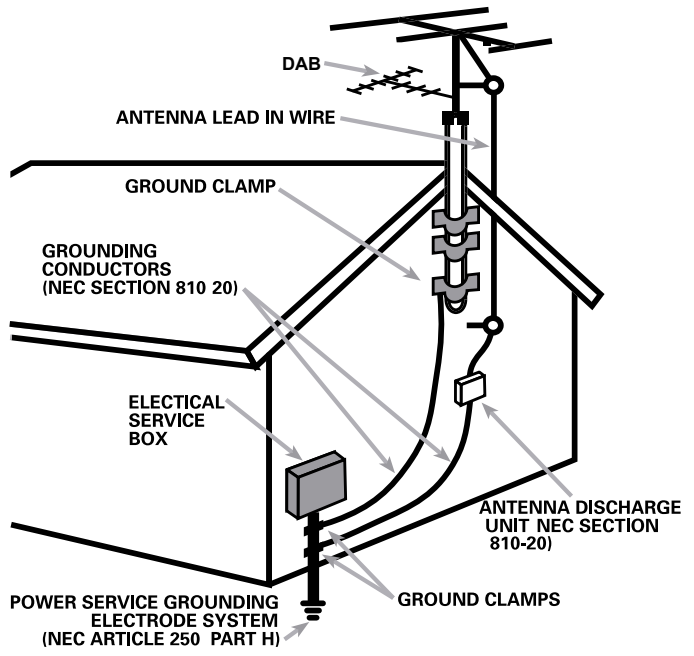 DAB
ANTENNA LEAD IN WIRE
GROUND CLAMP
GROUNDING
CONDUCTORS
(NEC SECTION 810 20)
ELECTICAL
SERVICE
BOX
ANTENNA DISCHARGE
UNIT NEC SECTION
810-20)
GROUND CLAMPS
POWER SERVICE GROUNDING
ELECTRODE SYSTEM
(NEC ARTICLE 250 PART H)